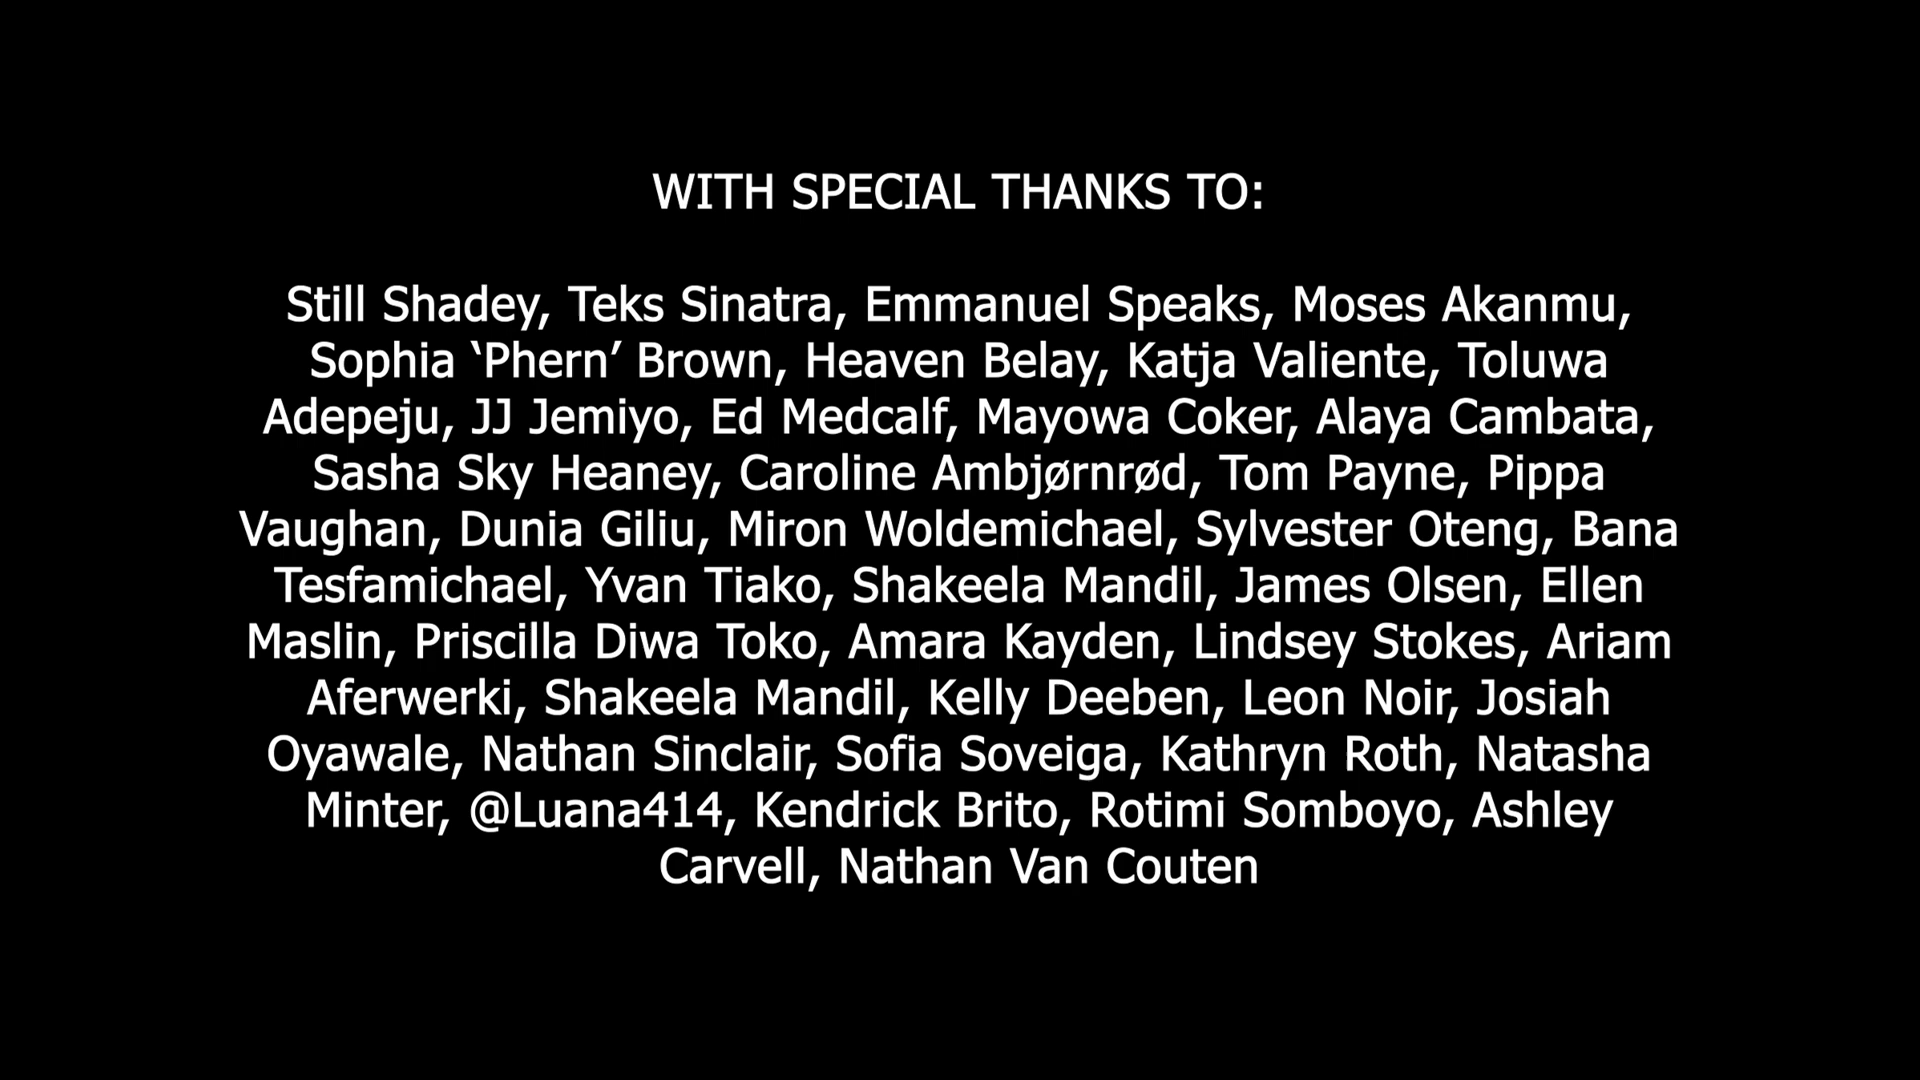 WITH SPECIAL THANKS TO:
Still Shadey, Teks Sinatra, Emmanuel Speaks, Moses Akanmu,
Sophia ‘Phern’ Brown, Heaven Belay, Katja Valiente, Toluwa
Adepeju, JJ Jemiyo, Ed Medcalf, Mayowa Coker, Alaya Cambata,
Sasha Sky Heaney, Caroline Ambjørnrød, Tom Payne, Pippa
Vaughan, Dunia Giliu, Miron Woldemichael, Sylvester Oteng, Bana
Tesfamichael, Yvan Tiako, Shakeela Mandil, James Olsen, Ellen
Maslin, Priscilla Diwa Toko, Amara Kayden, Lindsey Stokes, Ariam
Aferwerki, Shakeela Mandil, Kelly Deeben, Leon Noir, Josiah
Oyawale, Nathan Sinclair, Sofia Soveiga, Kathryn Roth, Natasha
Minter, @Luana414, Kendrick Brito, Rotimi Somboyo, Ashley
Carvell, Nathan Van Couten